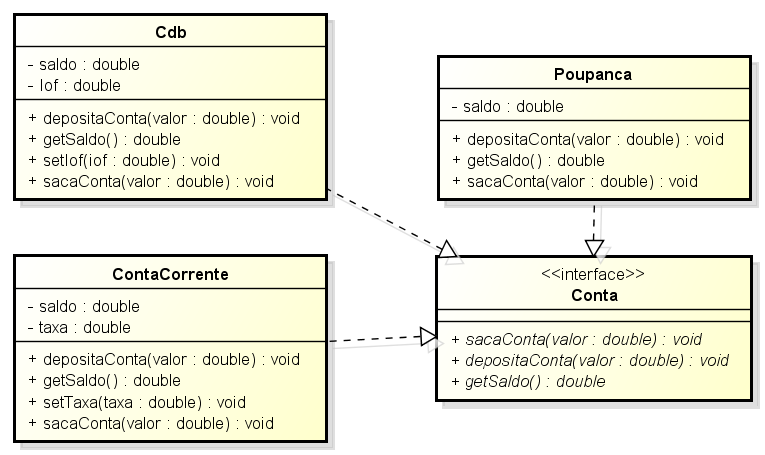 Cdb
- saldo : double
- Iof : double
+ depositaConta(valor : double) : void
+ getSaldo() : double
+ setIof(iof : double) : void
+ sacaConta(valor : double) : void
Poupanca
- saldo : double
+ depositaConta(valor : double) : void
+ getSaldo() : double
+ sacaConta(valor : double) : void
ContaCorrente
- saldo : double
- taxa : double
+ depositaConta(valor : double) : void
+ getSaldo() : double
+ setTaxa(taxa : double) : void
+ sacaConta(valor : double) : void
<<interface>>
Conta
+ sacaConta(valor : double) : void
+ depositaConta(valor : double) : void
+ getSaldo() : double